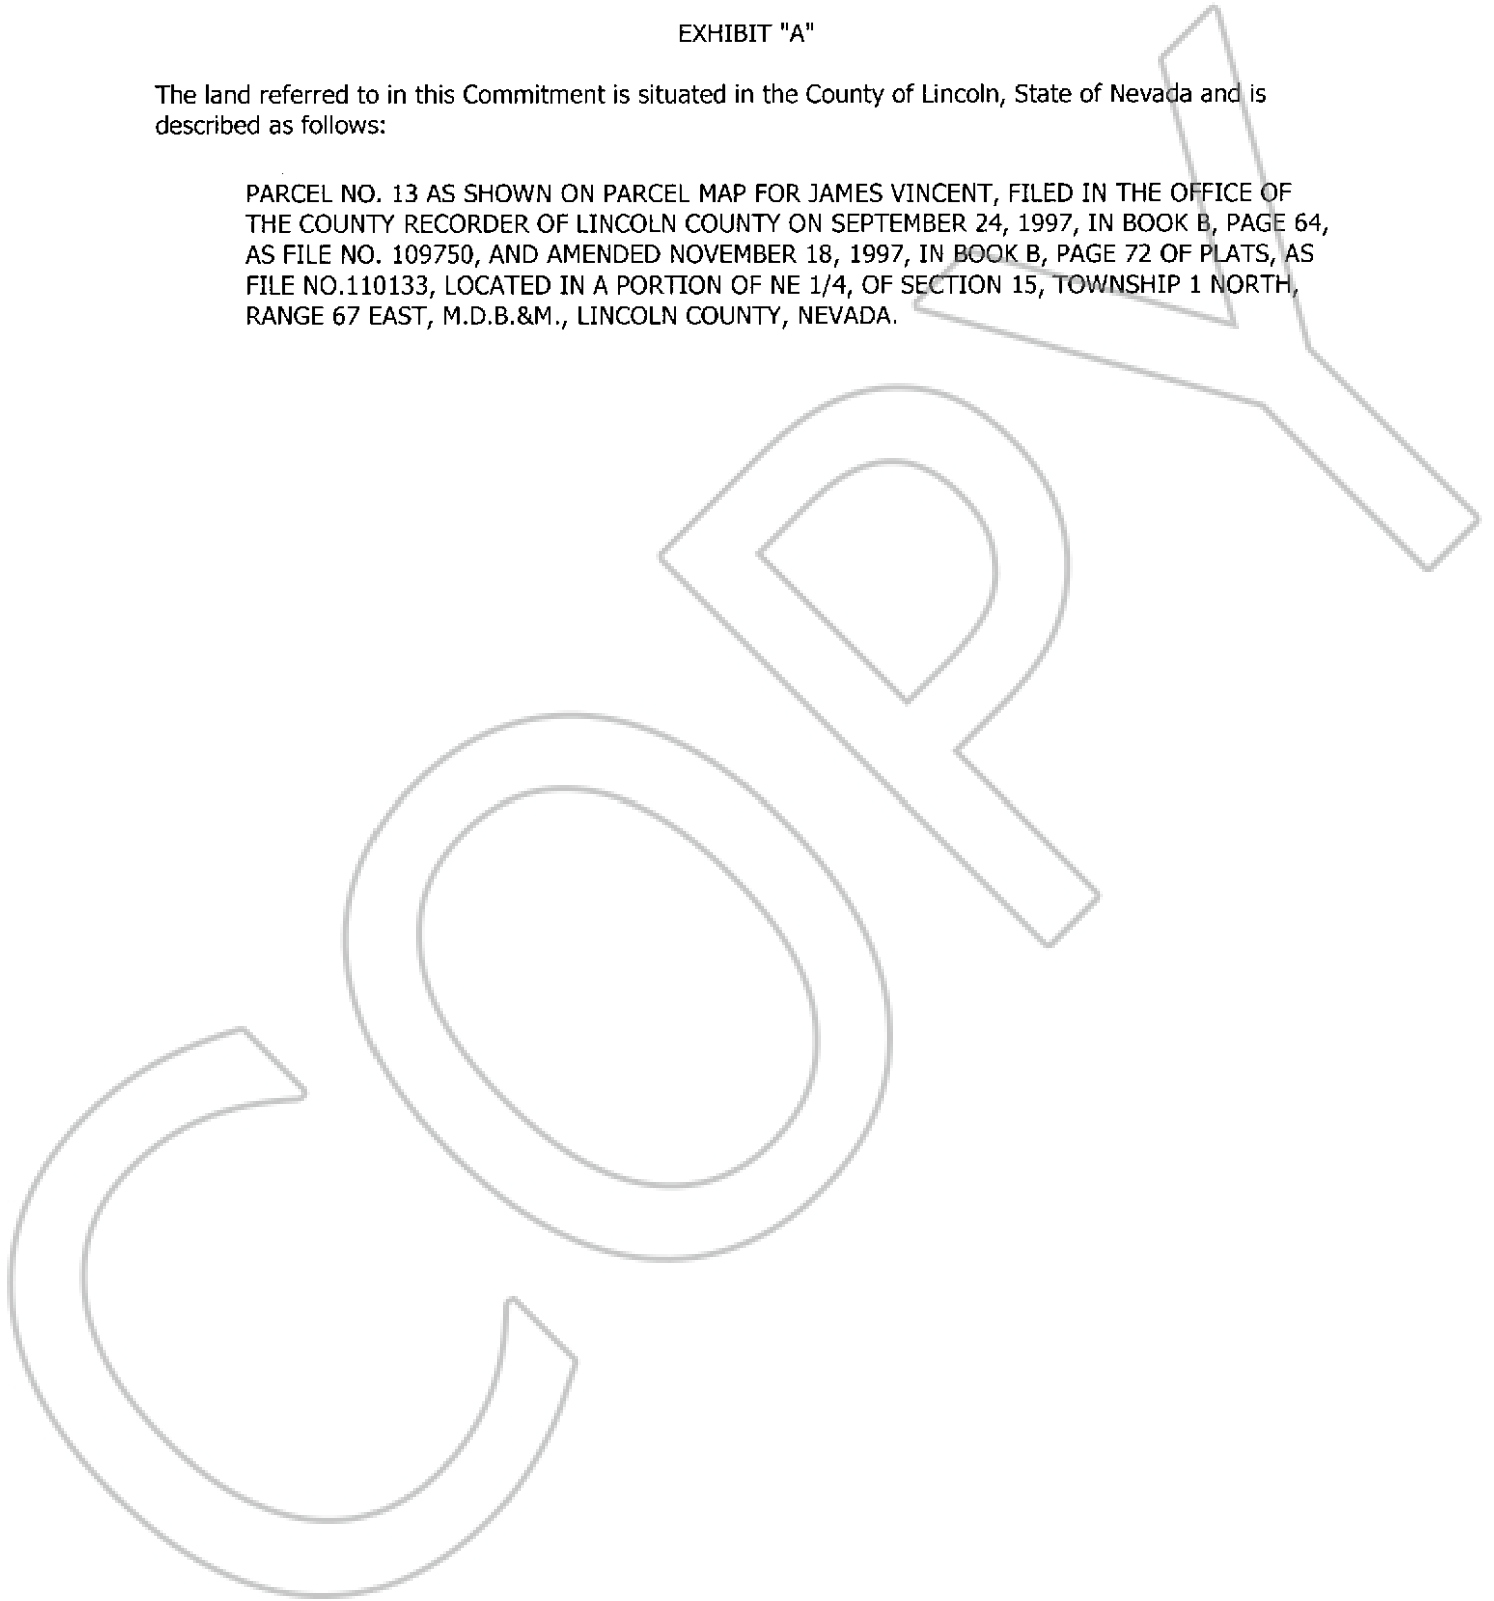 EXHIBIT "A"
The land referred to in this Commitment is situated in the County of Lincoln, State of Nevada and is
described as follows:
PARCEL NO. 13 AS SHOWN ON PARCEL MAP FOR JAMES VINCENT, FILED IN THE OFFICE OF
THE COUNTY RECORDER OF LINCOLN COUNTY ON SEPTEMBER 24, 1997, IN BOOK B, PAGE 64,
AS FILE NO. 109750, AND AMENDED NOVEMBER 18, 1997, IN BOOK B, PAGE 72 OF PLATS, AS
FILE NO.110133, LOCATED IN A PORTION OF NE 1/4, OF SECTION 15, TOWNSHIP 1 NORTH,
RANGE 67 EAST, M.D.B.&M., LINCOLN COUNTY, NEVADA.
COPY